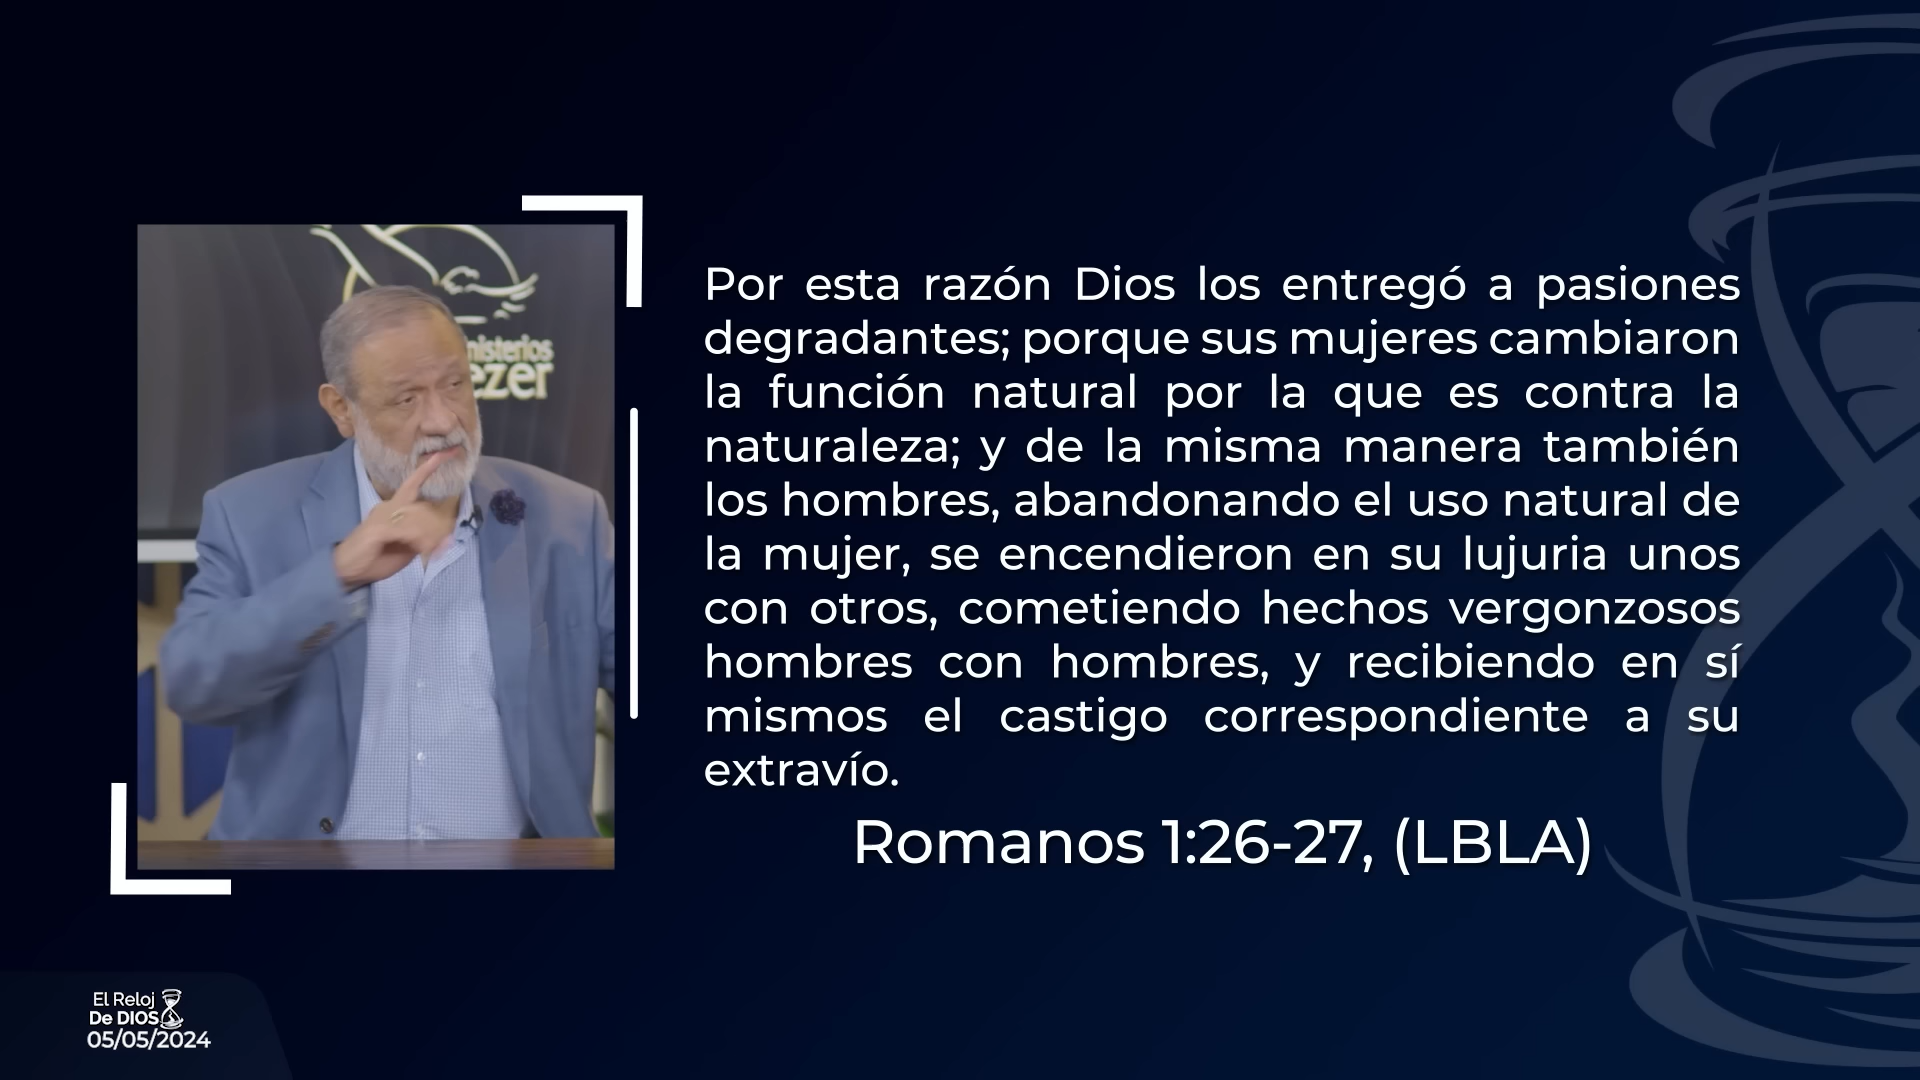 nisterios
ezer
Por esta razón Dios los entregó a pasiones
degradantes; porque sus mujeres cambiaron
la función natural por la que es contra la
naturaleza; y de la misma manera también
los hombres, abandonando el uso natural de
la mujer, se encendieron en su lujuria unos
con otros, cometiendo hechos vergonzosos
hombres con hombres, y recibiendo en sí
mismos el castigo correspondiente a su
extravío.
Romanos 1:26-27, (LBLA)
El Reloj
De DIOS
05/05/2024